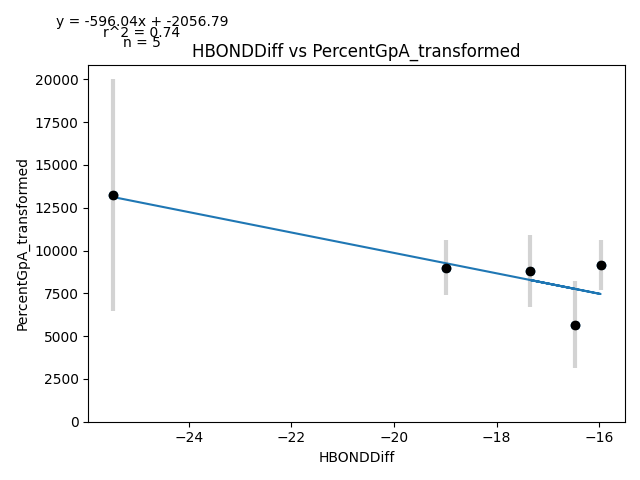 y = -596.04x + -2056.79
r^2 = 0.74
n = 5
HBONDDiff vs PercentGpA_transformed
20000
17500
15000
12500
10000
7500
5000
2500
0
PercentGpA_transformed
−24
−22
−20
−18
−16
HBONDDiff